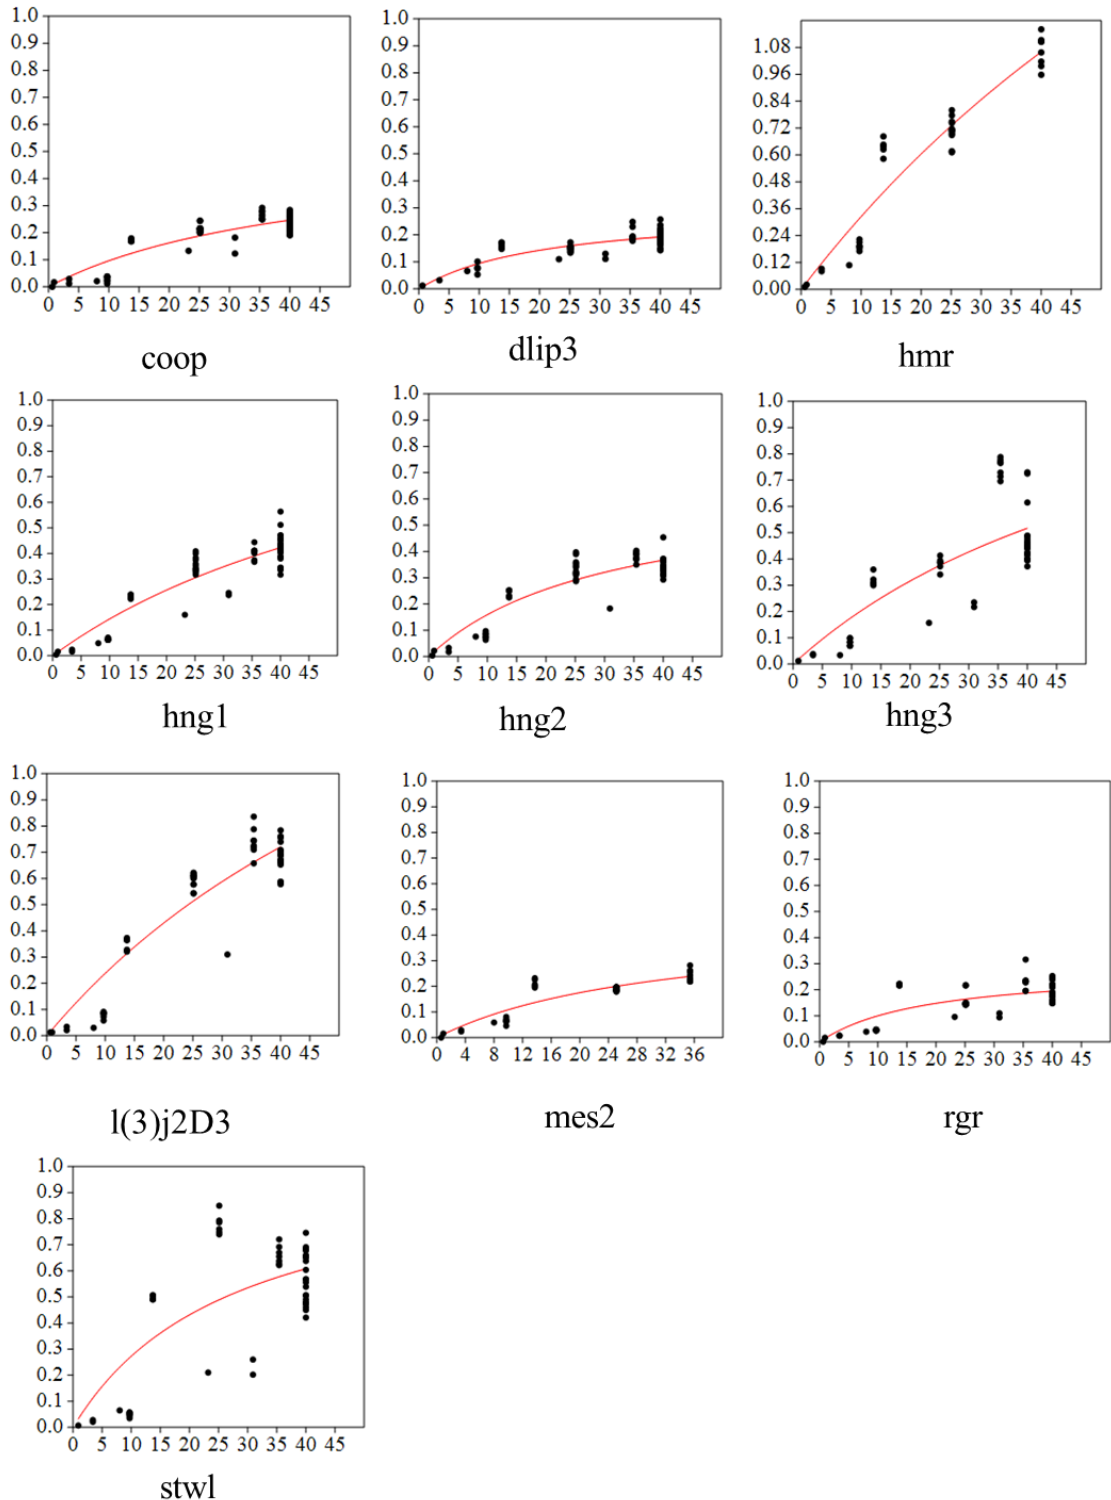 1.0 1.0 1.08
0.9 0.9 0.96
0.8 0.8 0.84
0.7 0.7 0.72
0.6 0.6 0.60
0.5 0.5 0.48
0.4 0.4 0.36
0.3 0.3 0.24
0.2 0.2 0.12
0.1 0.1 0.00
0.0 0.0
0 5 10 15 20 25 30 35 40 45 0 5 10 15 20 25 30 35 40 45 0 5 10 15 20 25 30 35 40 45
coop dlip3 hmr
1.0 1.0 1.0
0.9 0.9 0.9
0.8 0.8 0.8
0.7 0.7 0.7
0.6 0.6 0.6
0.5 0.5 0.5
0.4 0.4 0.4
0.3 0.3 0.3
0.2 0.2 0.2
0.1 0.1 0.1
0.0 0.0 0.0
0 5 10 15 20 25 30 35 40 45 0 5 10 15 20 25 30 35 40 45 0 5 10 15 20 25 30 35 40 45
hng1 hng2 hng3
1.0 1.0 1.0
0.9 0.9 0.9
0.8 0.8 0.8
0.7 0.7 0.7
0.6 0.6 0.6
0.5 0.5 0.5
0.4 0.4 0.4
0.3 0.3 0.3
0.2 0.2 0.2
0.1 0.1 0.1
0.0 0.0 0.0
0 5 10 15 20 25 30 35 40 45 0 4 8 12 16 20 24 28 32 36 0 5 10 15 20 25 30 35 40 45
l(3)j2D3 mes2 rgr
1.0
0.9
0.8
0.7
0.6
0.5
0.4
0.3
0.2
0.1
0.0
0 5 10 15 20 25 30 35 40 45
stwl